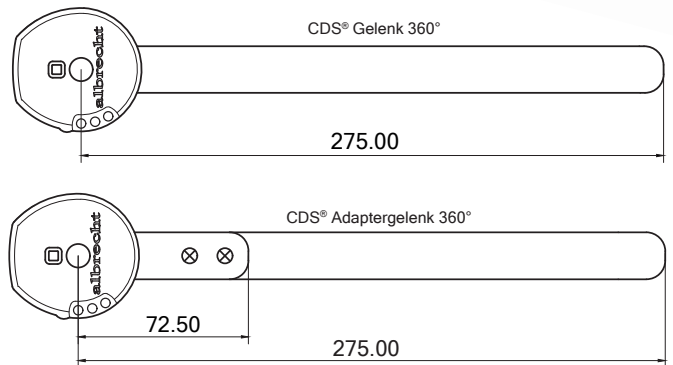 CDS® Gelenk 360°
albrecht
275.00
CDS® Adaptergelenk 360°
albrecht
72.50
275.00